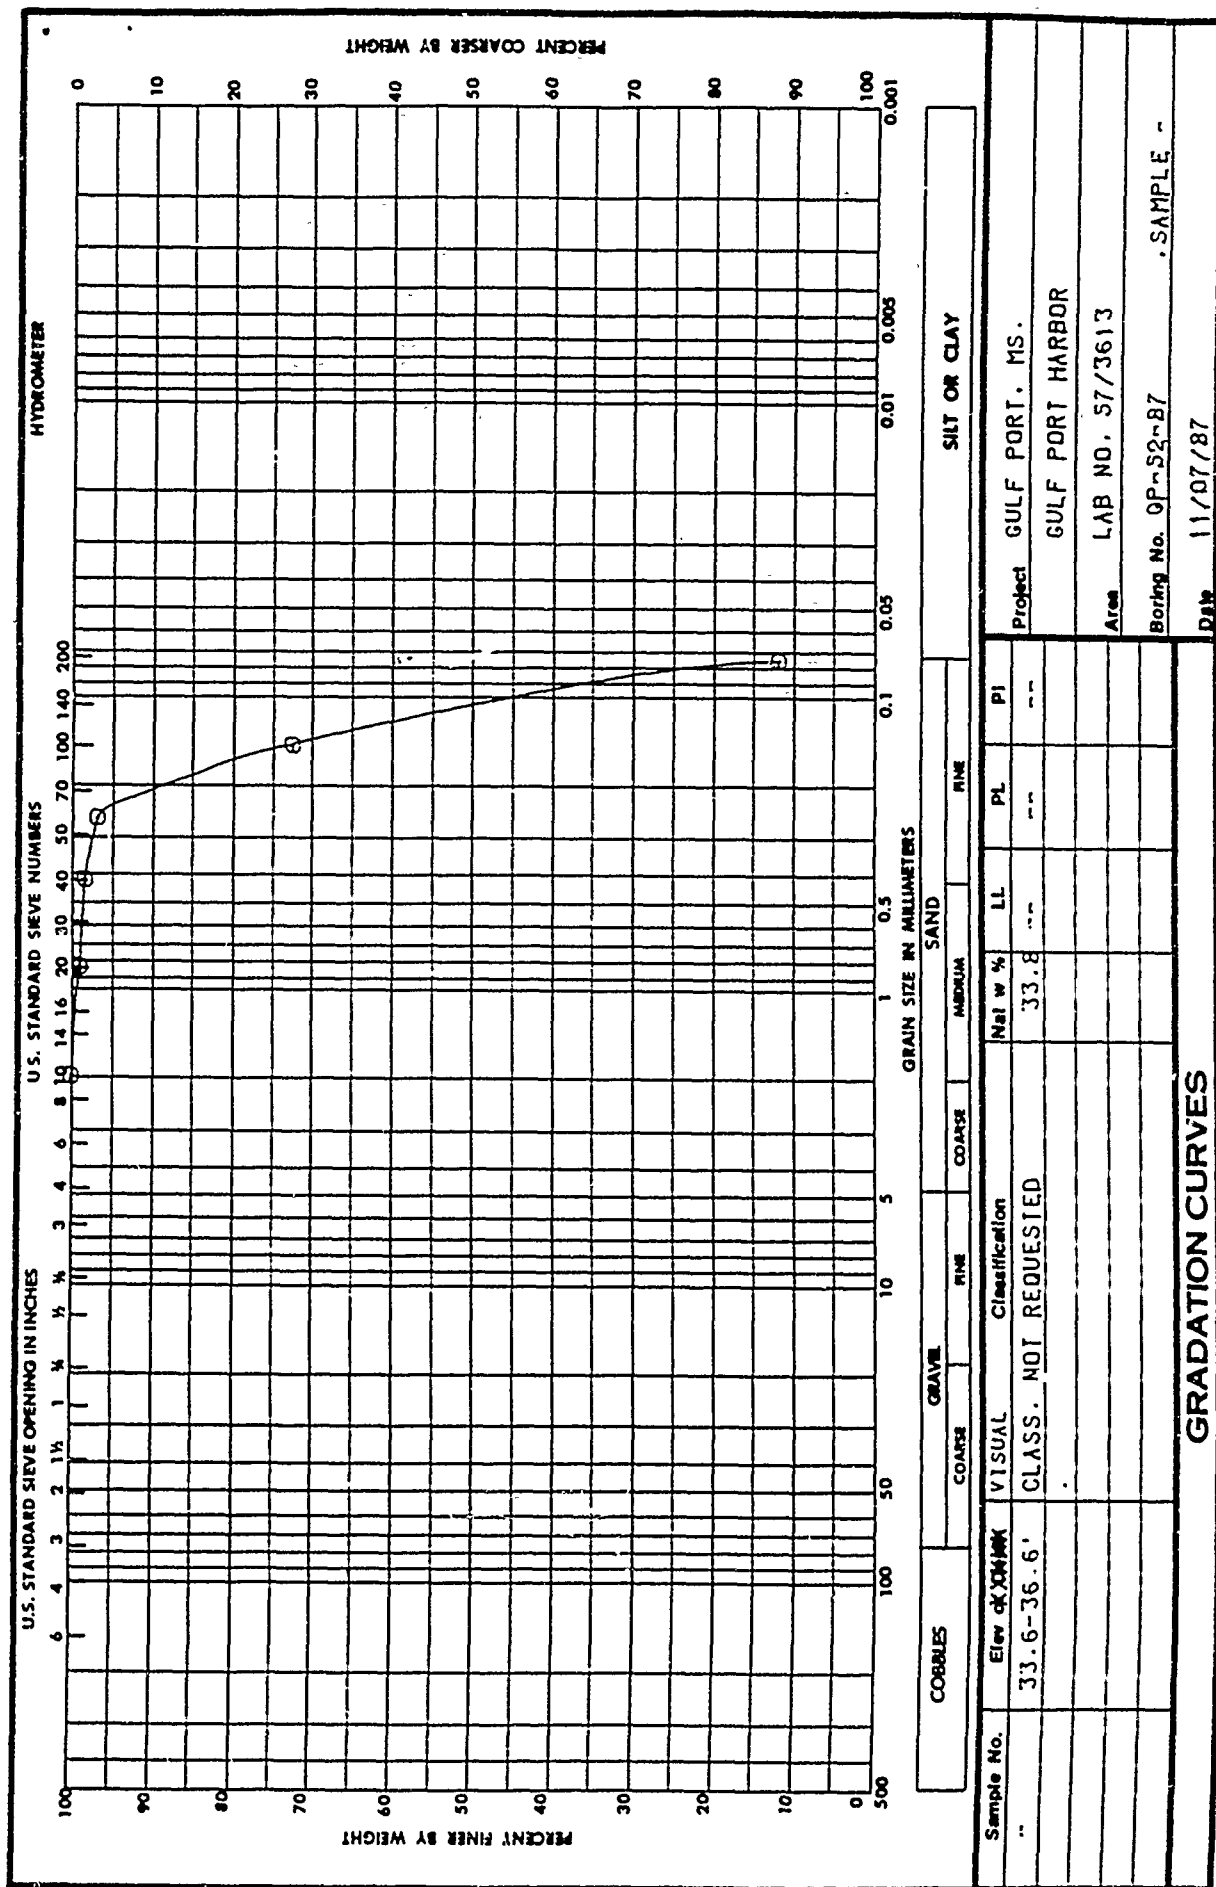 U.S. STANDARD SIEVE OPENING IN INCHES U.S. STANDARD SIEVE NUMBERS HYDROMETER
6 4 3 2 1½ 1 ¾ ½ ⅜ 3 4 6 8 10 14 16 20 30 40 50 70 100 140 200
PERCENT FINER BY WEIGHT
100
90
80
70
60
50
40
30
20
10
0
PERCENT COARSER BY WEIGHT
0
10
20
30
40
50
60
70
80
90
100
500 100 50 10 5 1 0.5 0.1 0.05 0.01 0.005 0.001
GRAIN SIZE IN MILLIMETERS
COBBLES GRAVEL SAND SILT OR CLAY
COARSE FINE COARSE MEDIUM FINE
Sample No. Elev VISUAL Classification Nat w % LL PL PI
-- 33.6-36.6' CLASS. NOT REQUESTED 33.8 -- -- --
Project GULF PORT, MS.
GULF PORT HARBOR
Area LAB NO. 57/3613
Boring No. SAMPLE -
Date 11/07/87
GRADATION CURVES